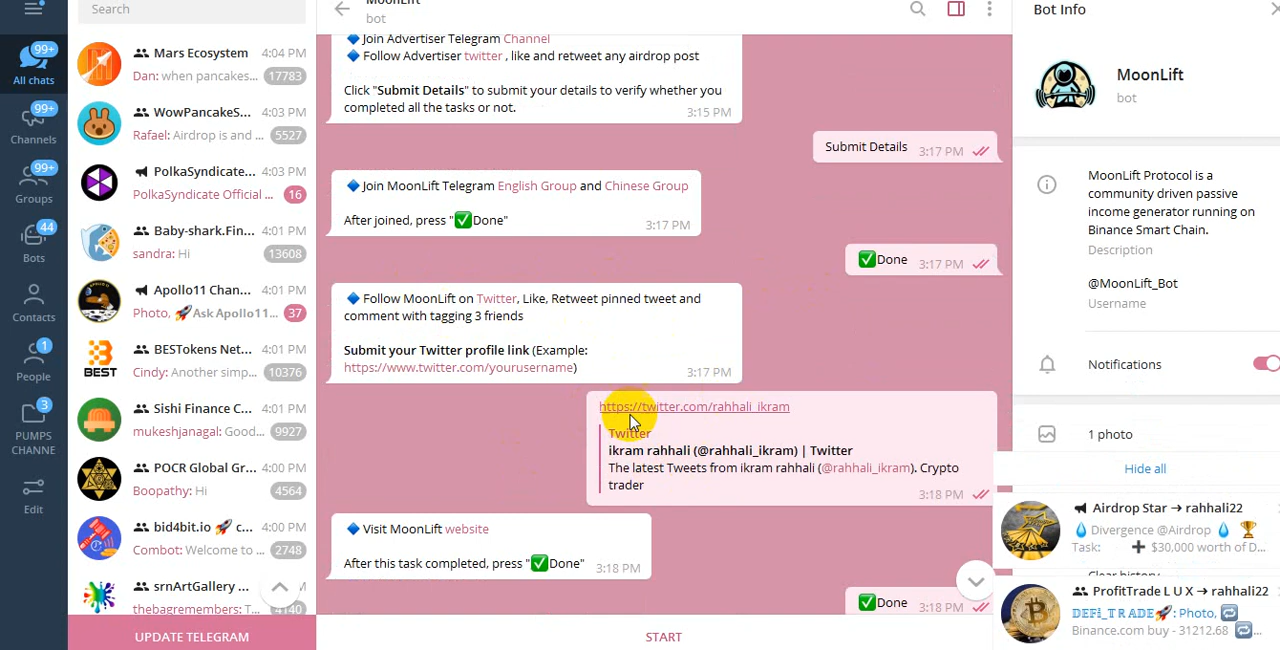 99+
All chats
99+
Channels
99+
Groups
44
Bots
Contacts
1
People
3
PUMPS
CHANNE
Edit
Search
Mars Ecosystem 4:04 PM
Dan: when pancakes... 17783
WowPancakeS... 4:03 PM
Rafael: Airdrop is and ... 5527
PolkaSyndicate... 4:03 PM
PolkaSyndicate Official ... 16
Baby-shark.Fin... 4:01 PM
sandra: Hi 13608
Apollo11 Chan... 4:01 PM
Photo, 🚀Ask Apollo11... 37
BEST
BESTokens Net... 4:01 PM
Cindy: Another simp... 10376
Sishi Finance C... 4:01 PM
mukeshjanagal: Good... 9927
POCR Global Gr... 4:00 PM
Boopathy: Hi 4564
bid4bit.io 🚀 c... 4:00 PM
Combot: Welcome to ... 2748
srnArtGallery ...
thebagremembers: T... 4140
UPDATE TELEGRAM
MoonLift
bot
🔹 Join Advertiser Telegram Channel
🔹 Follow Advertiser twitter , like and retweet any airdrop post
Click "Submit Details" to submit your details to verify whether you
completed all the tasks or not. 3:15 PM
Submit Details 3:17 PM
🔹 Join MoonLift Telegram English Group and Chinese Group
After joined, press "✅Done" 3:17 PM
✅Done 3:17 PM
🔹 Follow MoonLift on Twitter, Like, Retweet pinned tweet and
comment with tagging 3 friends
Submit your Twitter profile link (Example:
https://www.twitter.com/yourusername) 3:17 PM
https://twitter.com/rahhali_ikram
Twitter
ikram rahhali (@rahhali_ikram) | Twitter
The latest Tweets from ikram rahhali (@rahhali_ikram). Crypto
trader 3:18 PM
🔹 Visit MoonLift website
After this task completed, press "✅Done" 3:18 PM
✅Done 3:18 PM
START
Bot Info
MoonLift
bot
MoonLift Protocol is a
community driven passive
income generator running on
Binance Smart Chain.
Description
@MoonLift_Bot
Username
Notifications
1 photo
Hide all
Airdrop Star → rahhali22
💧 Divergence @Airdrop 💧 🏆
Task: ➕ $30,000 worth of D...
Clear history
ProfitTrade L U X → rahhali22
𝔻𝔼𝔽𝕚_𝕋ℝ𝔸𝔻𝔼🚀: Photo, 🔁
Binance.com buy - 31212.68 🔁...